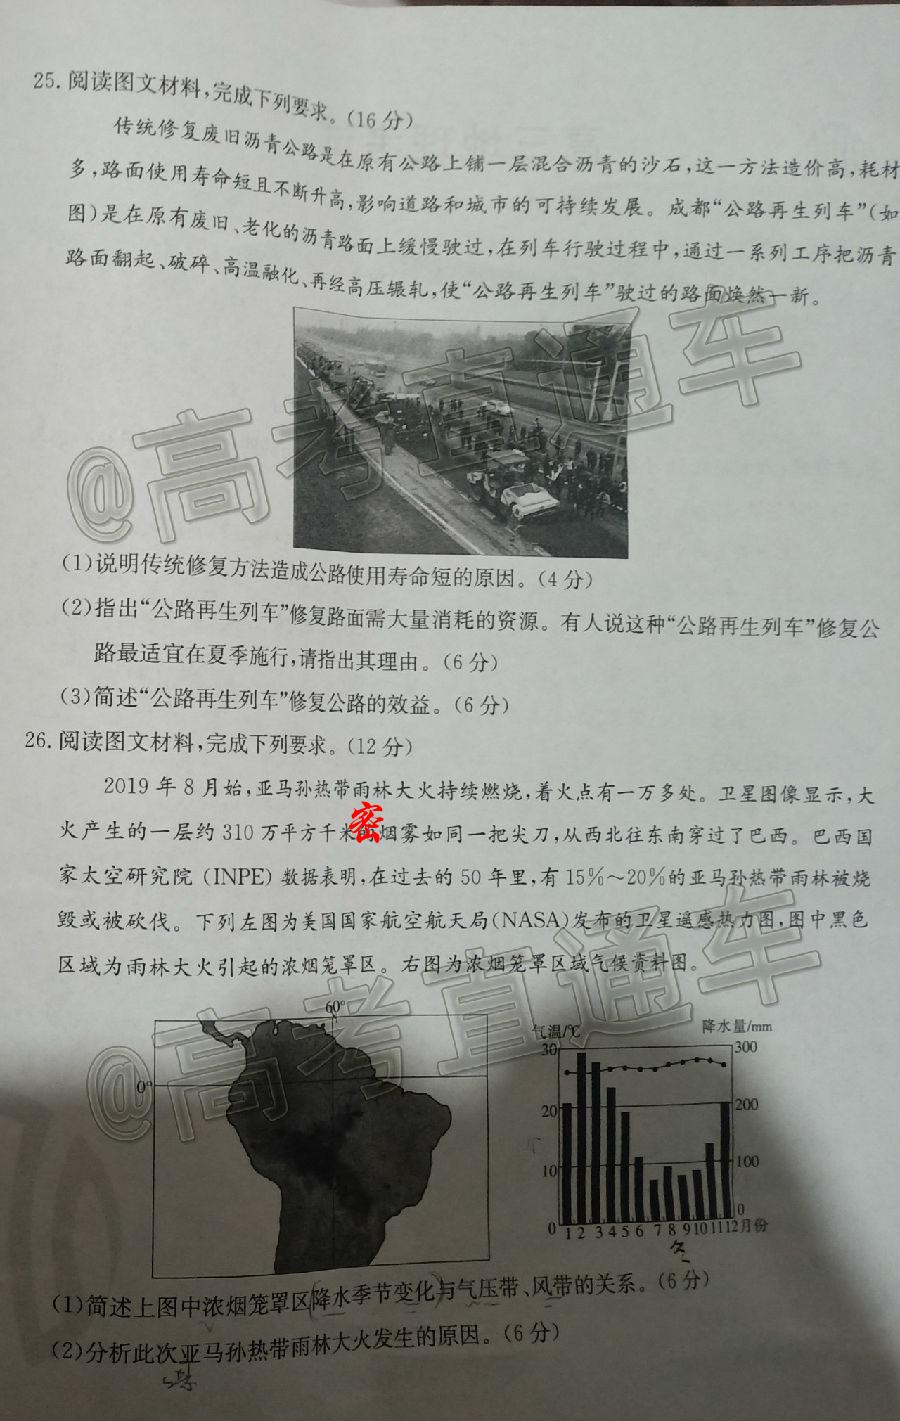 25. 阅读图文材料,完成下列要求。(16 分)
传统修复废旧沥青公路是在原有公路上铺一层混合沥青的沙石,这一方法造价高,耗材
多,路面使用寿命短且不断升高,影响道路和城市的可持续发展。成都“公路再生列车”(如
图)是在原有废旧、老化的沥青路面上缓慢驶过,在列车行驶过程中,通过一系列工序把沥青
路面翻起、破碎、高温融化、再经高压辗轧,使“公路再生列车”驶过的路面焕然一新。
@高考直通车
(1)说明传统修复方法造成公路使用寿命短的原因。(4 分)
(2)指出“公路再生列车”修复路面需大量消耗的资源。有人说这种“公路再生列车”修复公
路最适宜在夏季施行,请指出其理由。(6 分)
(3)简述“公路再生列车”修复公路的效益。(6 分)
26. 阅读图文材料,完成下列要求。(12 分)
2019 年 8 月始,亚马孙热带雨林大火持续燃烧,着火点有一万多处。卫星图像显示,大
火产生的一层约 310 万平方千米的烟雾如同一把尖刀,从西北往东南穿过了巴西。巴西国
密
家太空研究院 (INPE) 数据表明,在过去的 50 年里,有 15%~20%的亚马孙热带雨林被烧
毁或被砍伐。下列左图为美国国家航空航天局(NASA)发布的卫星遥感热力图,图中黑色
区域为雨林大火引起的浓烟笼罩区。右图为浓烟笼罩区域气候资料图。
@高考直通车
60°
0°
气温/℃ 降水量/mm
30 300
20 200
10 100
0 0
1 2 3 4 5 6 7 8 9 10 11 12 月份
冬
(1)简述上图中浓烟笼罩区降水季节变化与气压带、风带的关系。(6 分)
(2)分析此次亚马孙热带雨林大火发生的原因。(6 分)